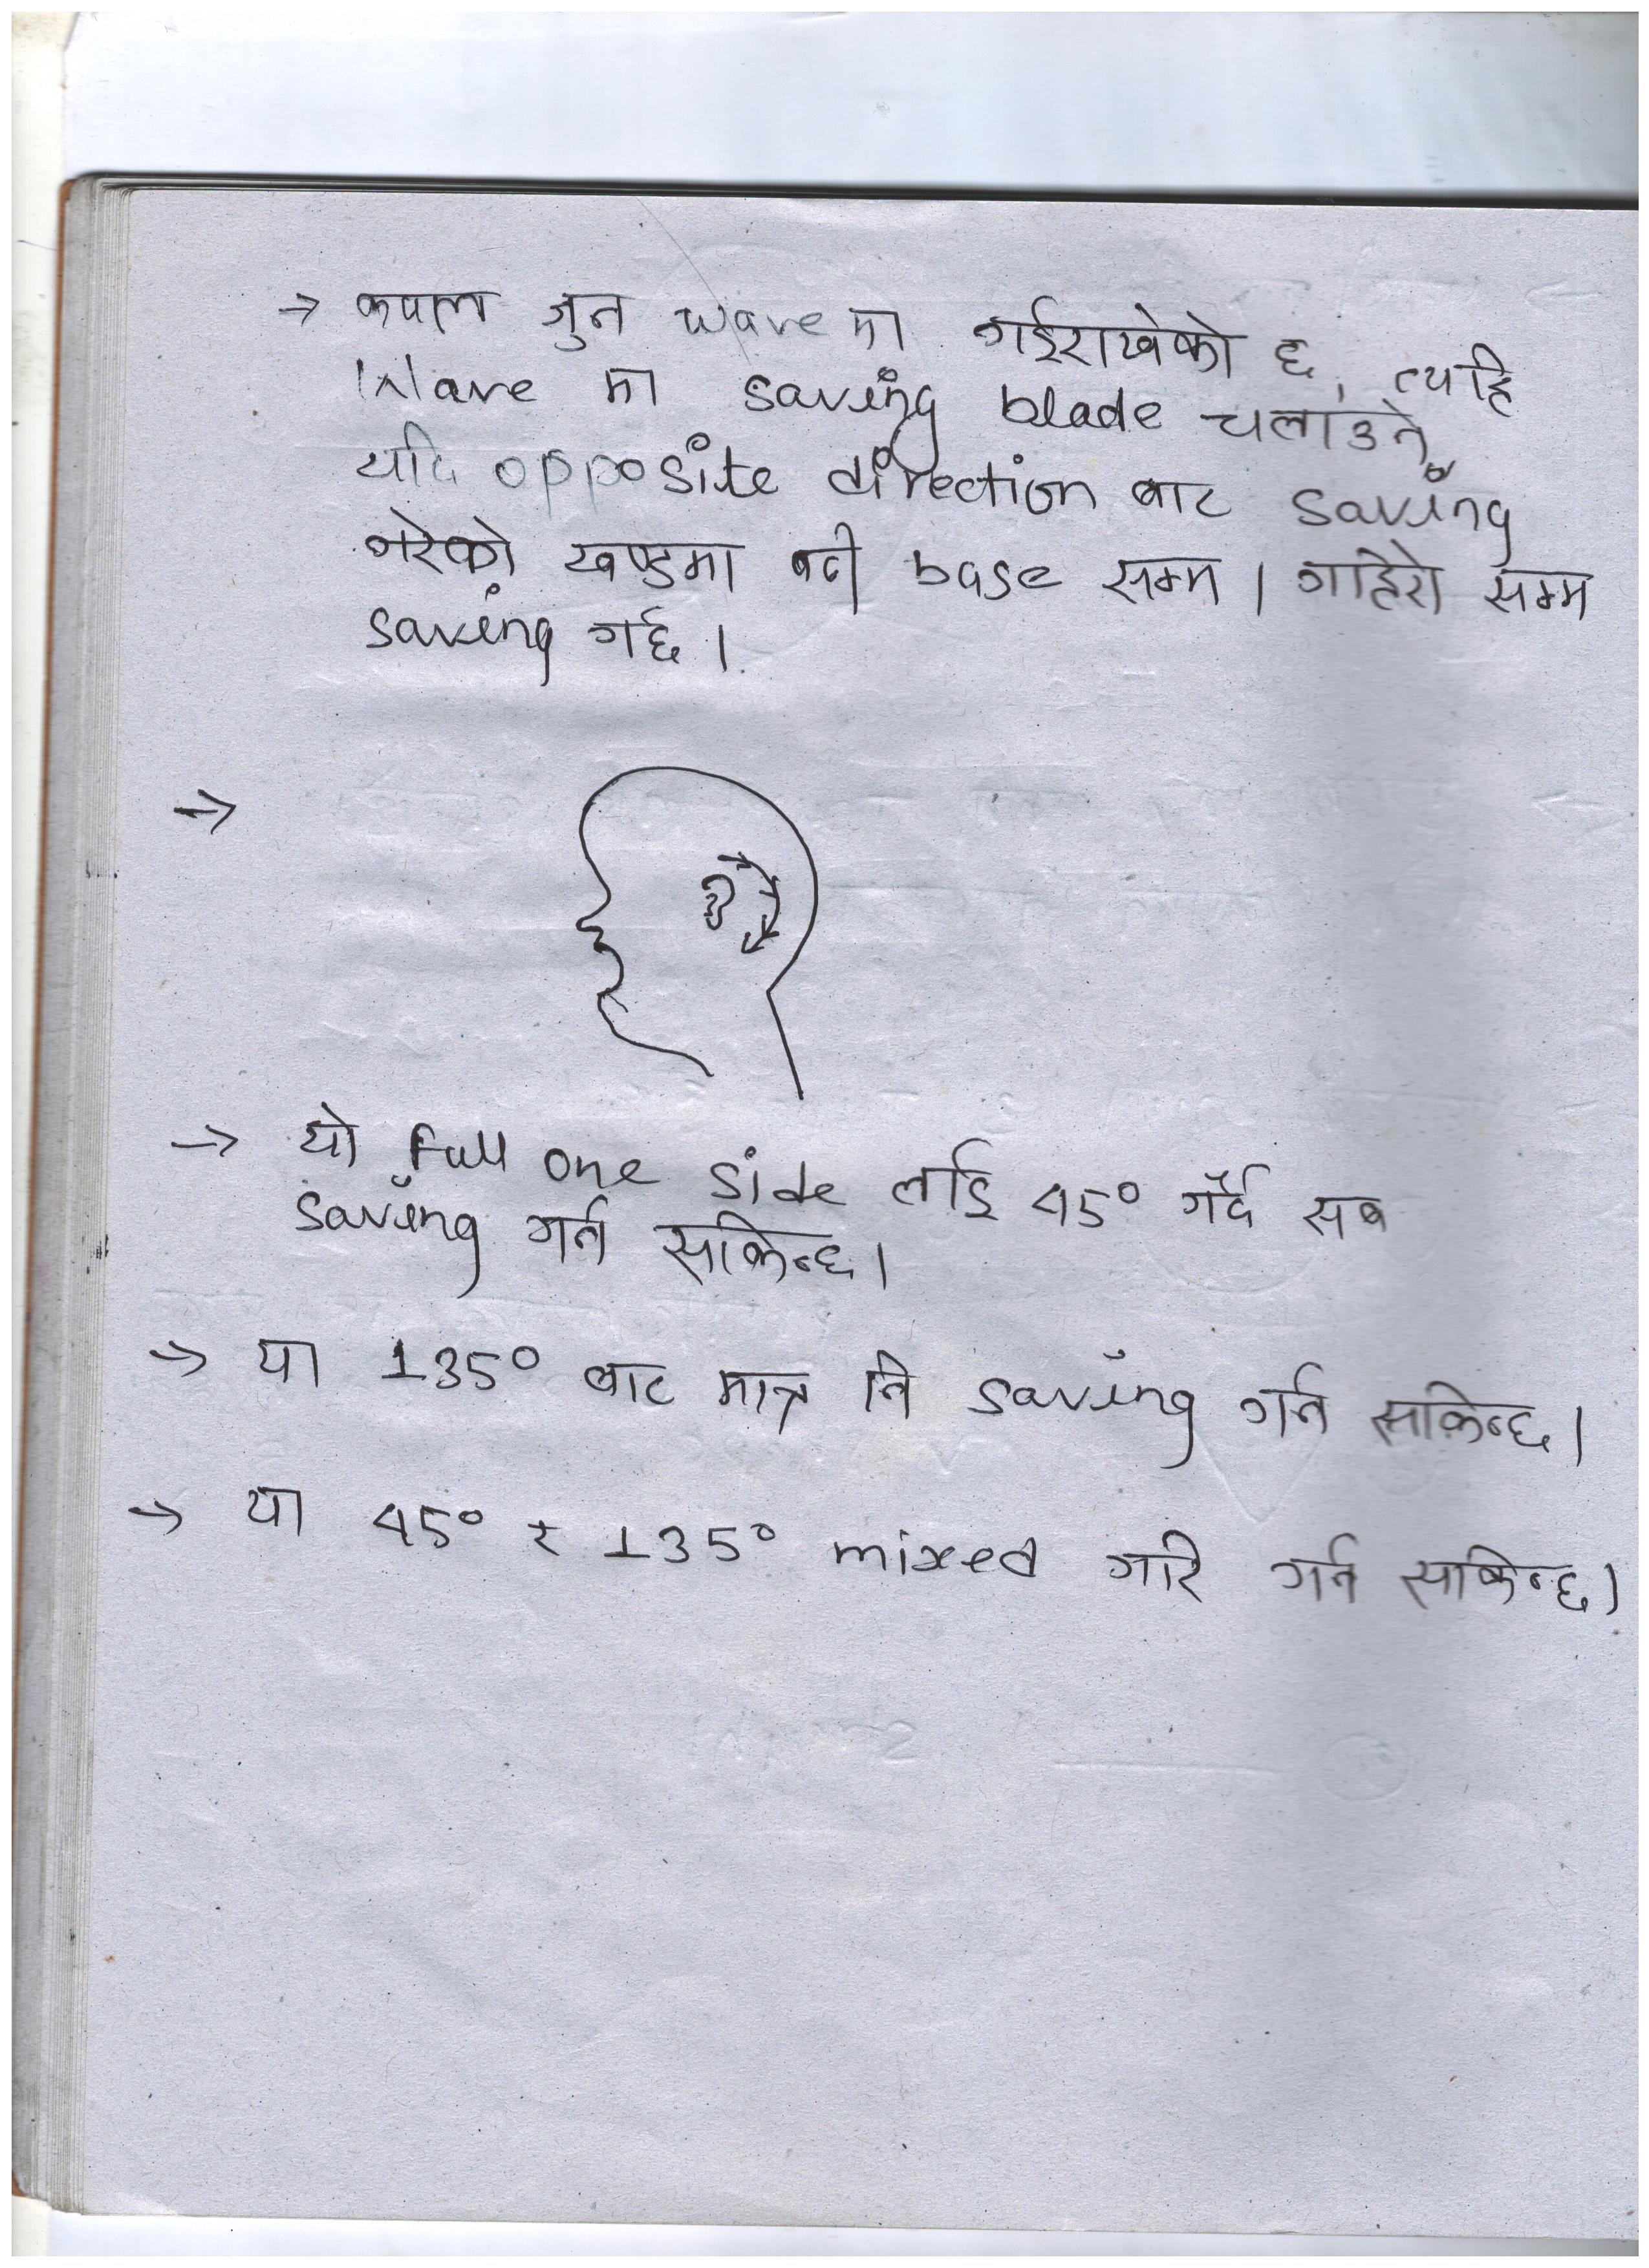 → कपाल जुन wave मा गईराखेको छ, त्यहि
Wave मा saving blade चलाउने,
यदि opposite direction बाट saving
गरेको खण्डमा बढी base सम्म । गहिरो सम्म
saving गर्छ ।
→
→ यो Full one side लाई 45° गर्दै सब
saving गर्न सकिन्छ ।
→ या 135° बाट मात्र नि saving गर्न सकिन्छ ।
→ या 45° र 135° mixed गरि गर्न सकिन्छ ।